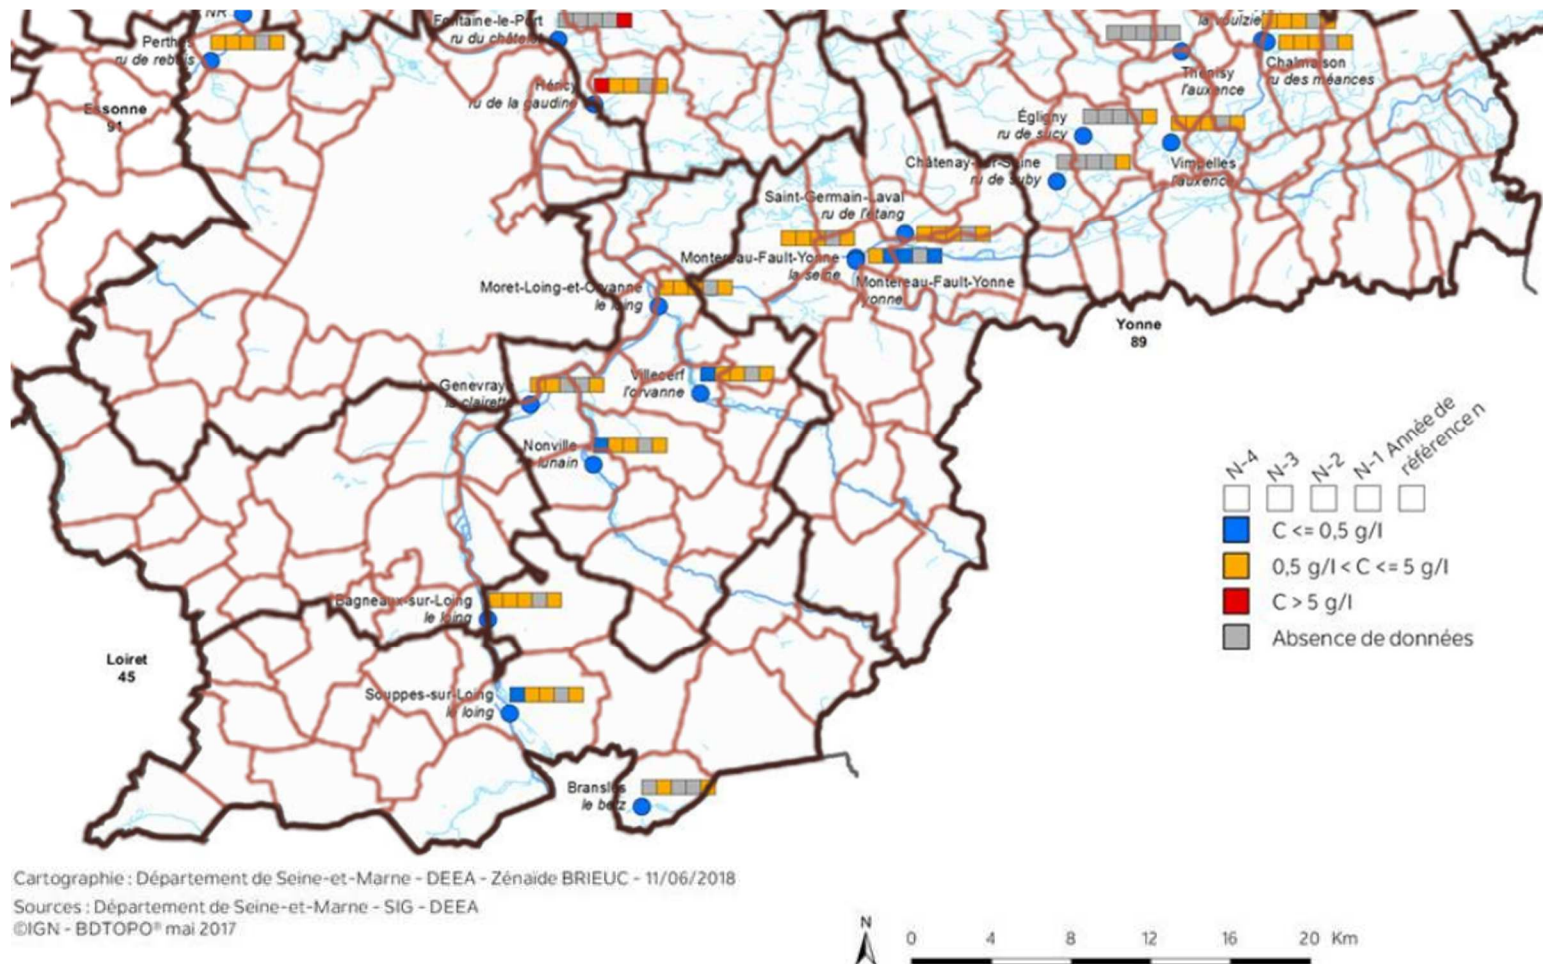 NR
Fontaine-le-Port
ru du châtelet
la voulzie
Perthes
ru de rebais
Chalmaison
ru des méances
Thénisy
l'auxence
Héricy
ru de la gaudine
Essonne
91
Égligny
ru de sucy
Vimpelles
l'auxence
Châtenay-sur-Seine
ru de suby
Saint-Germain-Laval
ru de l'étang
Montereau-Fault-Yonne
la seine
Montereau-Fault-Yonne
yonne
Moret-Loing-et-Orvanne
le loing
Yonne
89
La Genevraye
la clairette
Villecerf
l'orvanne
Nonville
lunain
Bagneaux-sur-Loing
le loing
Loiret
45
Souppes-sur-Loing
le loing
Bransles
le betz
N-4
N-3
N-2
N-1
Année de
référence n
C <= 0,5 g/l
0,5 g/l < C <= 5 g/l
C > 5 g/l
Absence de données
Cartographie : Département de Seine-et-Marne - DEEA - Zénaïde BRIEUC - 11/06/2018
Sources : Département de Seine-et-Marne - SIG - DEEA
©IGN - BDTOPO® mai 2017
N
0 4 8 12 16 20 Km